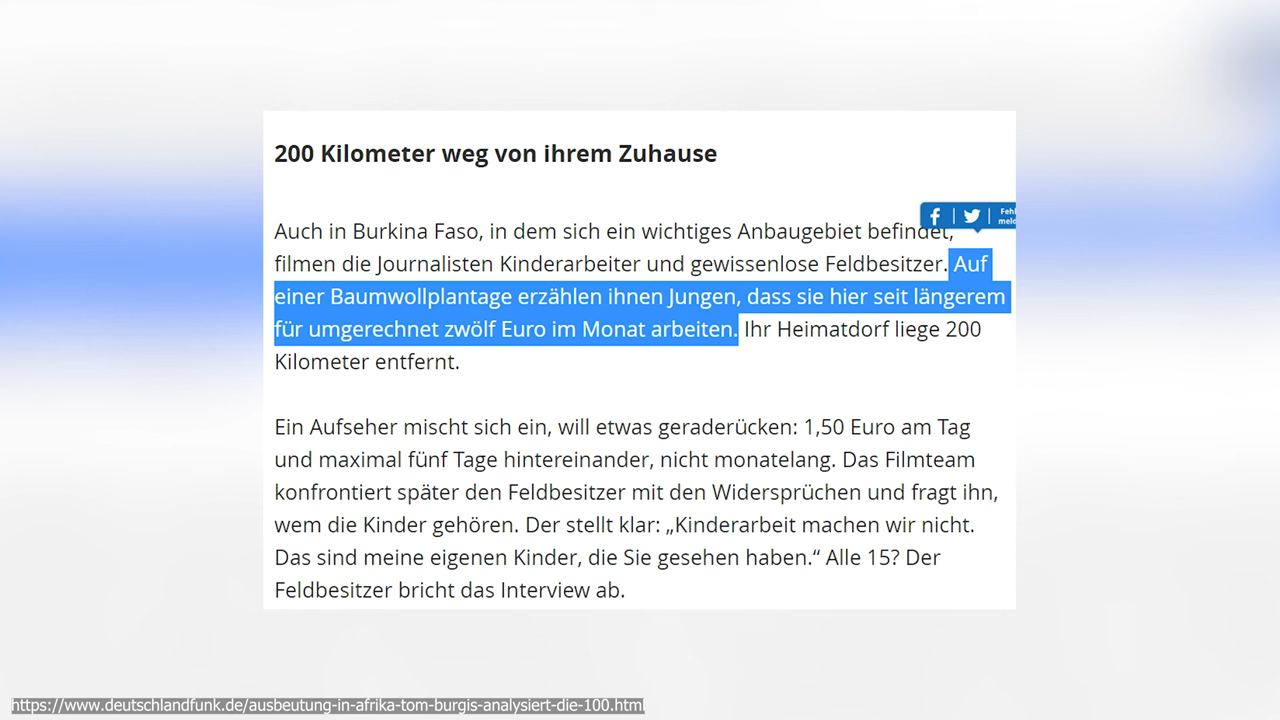 200 Kilometer weg von ihrem Zuhause
Auch in Burkina Faso, in dem sich ein wichtiges Anbaugebiet befindet,
filmen die Journalisten Kinderarbeiter und gewissenlose Feldbesitzer. Auf
einer Baumwollplantage erzählen ihnen Jungen, dass sie hier seit längerem
für umgerechnet zwölf Euro im Monat arbeiten. Ihr Heimatdorf liege 200
Kilometer entfernt.
Ein Aufseher mischt sich ein, will etwas geraderücken: 1,50 Euro am Tag
und maximal fünf Tage hintereinander, nicht monatelang. Das Filmteam
konfrontiert später den Feldbesitzer mit den Widersprüchen und fragt ihn,
wem die Kinder gehören. Der stellt klar: „Kinderarbeit machen wir nicht.
Das sind meine eigenen Kinder, die Sie gesehen haben.“ Alle 15? Der
Feldbesitzer bricht das Interview ab.
https://www.deutschlandfunk.de/ausbeutung-in-afrika-tom-burgis-analysiert-die-100.html